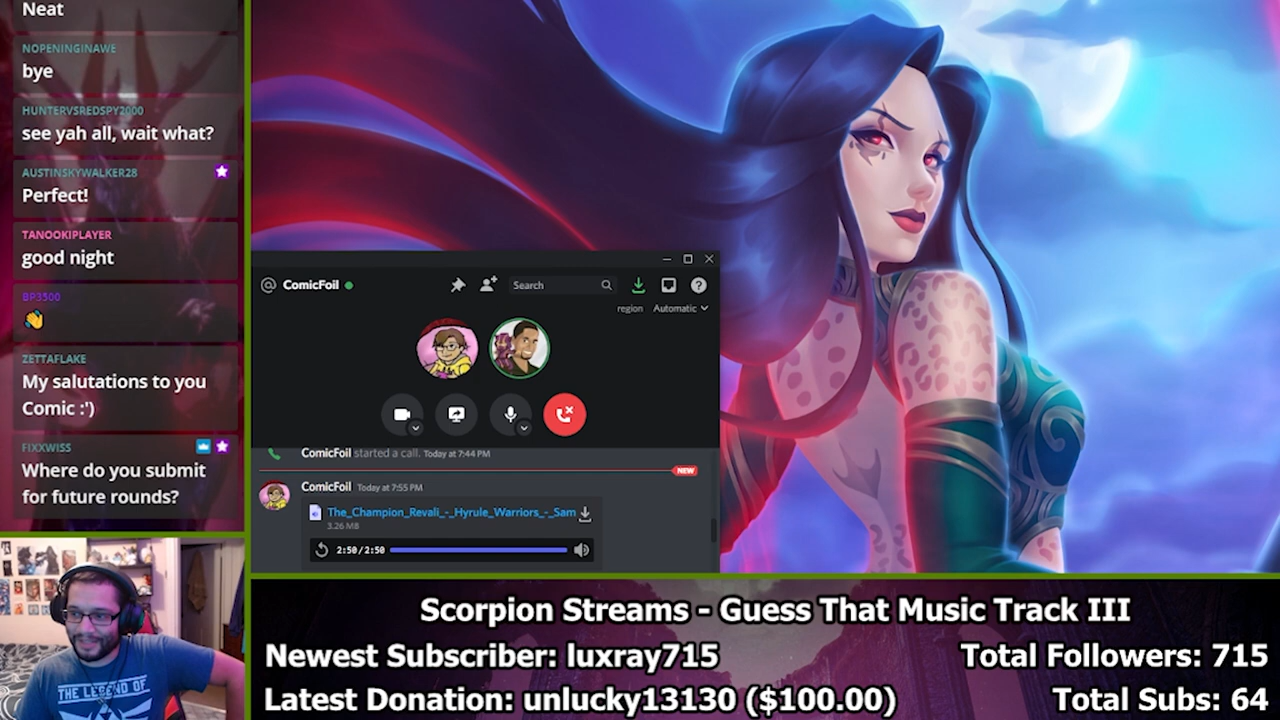 Neat
NOPENINGINAWE
bye
HUNTERVSREDSPY2000
see yah all, wait what?
AUSTINSKYWALKER28
Perfect!
TANOOKIPLAYER
good night
BP3500
ZETTAFLAKE
My salutations to you
Comic :')
FIXXWISS
Where do you submit
for future rounds?
@ ComicFoil
Search
region Automatic
ComicFoil started a call. Today at 7:44 PM
NEW
ComicFoil Today at 7:55 PM
The_Champion_Revali_-_Hyrule_Warriors_-_Sam
3.26 MB
2:50/2:50
THE LEGEND OF
Scorpion Streams - Guess That Music Track III
Newest Subscriber: luxray715
Total Followers: 715
Latest Donation: unlucky13130 ($100.00)
Total Subs: 64